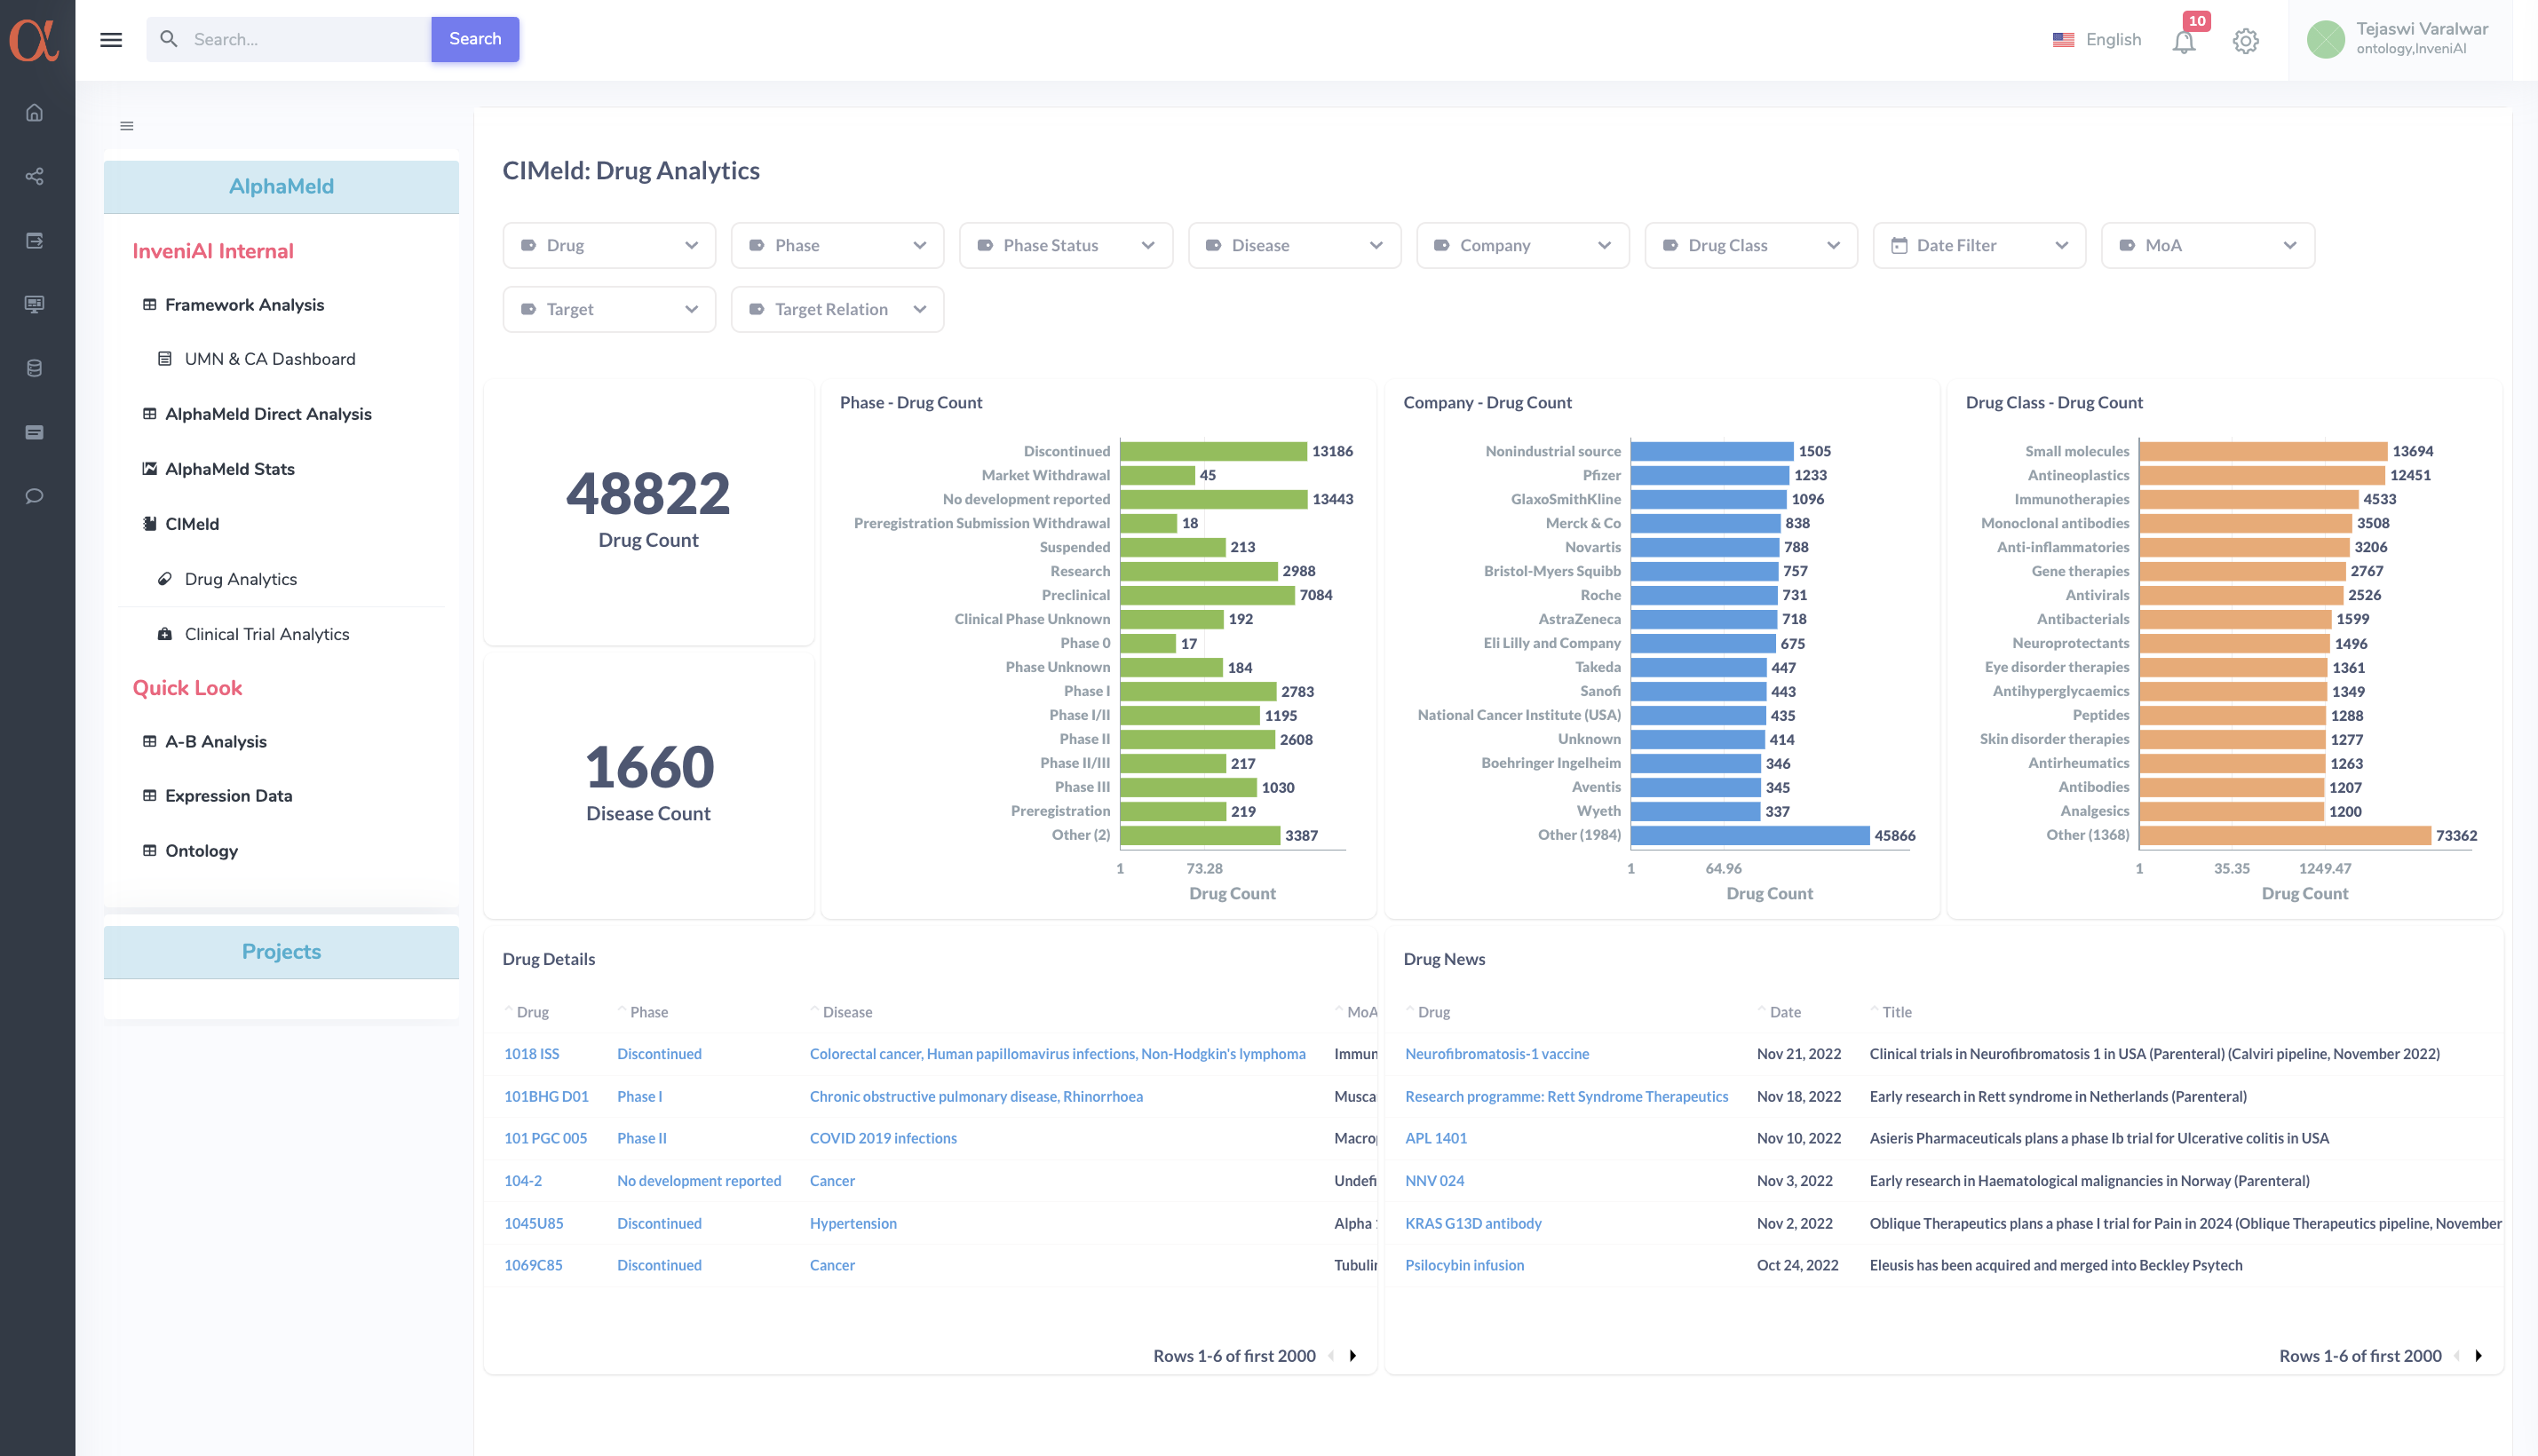 α
Search...
Search
English
10
Tejaswi Varalwar
ontology,InveniAI
AlphaMeld
InveniAI Internal
Framework Analysis
UMN & CA Dashboard
AlphaMeld Direct Analysis
AlphaMeld Stats
CIMeld
Drug Analytics
Clinical Trial Analytics
Quick Look
A-B Analysis
Expression Data
Ontology
Projects
CIMeld: Drug Analytics
Drug
Phase
Phase Status
Disease
Company
Drug Class
Date Filter
MoA
Target
Target Relation
48822
Drug Count
1660
Disease Count
Phase - Drug Count
Discontinued 13186
Market Withdrawal 45
No development reported 13443
Preregistration Submission Withdrawal 18
Suspended 213
Research 2988
Preclinical 7084
Clinical Phase Unknown 192
Phase 0 17
Phase Unknown 184
Phase I 2783
Phase I/II 1195
Phase II 2608
Phase II/III 217
Phase III 1030
Preregistration 219
Other (2) 3387
1 73.28
Drug Count
Company - Drug Count
Nonindustrial source 1505
Pfizer 1233
GlaxoSmithKline 1096
Merck & Co 838
Novartis 788
Bristol-Myers Squibb 757
Roche 731
AstraZeneca 718
Eli Lilly and Company 675
Takeda 447
Sanofi 443
National Cancer Institute (USA) 435
Unknown 414
Boehringer Ingelheim 346
Aventis 345
Wyeth 337
Other (1984) 45866
1 64.96
Drug Count
Drug Class - Drug Count
Small molecules 13694
Antineoplastics 12451
Immunotherapies 4533
Monoclonal antibodies 3508
Anti-inflammatories 3206
Gene therapies 2767
Antivirals 2526
Antibacterials 1599
Neuroprotectants 1496
Eye disorder therapies 1361
Antihyperglycaemics 1349
Peptides 1288
Skin disorder therapies 1277
Antirheumatics 1263
Antibodies 1207
Analgesics 1200
Other (1368) 73362
1 35.35 1249.47
Drug Count
Drug Details
Drug Phase Disease MoA
1018 ISS Discontinued Colorectal cancer, Human papillomavirus infections, Non-Hodgkin's lymphoma Immun
101BHG D01 Phase I Chronic obstructive pulmonary disease, Rhinorrhoea Musca
101 PGC 005 Phase II COVID 2019 infections Macro
104-2 No development reported Cancer Undefi
1045U85 Discontinued Hypertension Alpha
1069C85 Discontinued Cancer Tubulin
Rows 1-6 of first 2000
Drug News
Drug Date Title
Neurofibromatosis-1 vaccine Nov 21, 2022 Clinical trials in Neurofibromatosis 1 in USA (Parenteral) (Calviri pipeline, November 2022)
Research programme: Rett Syndrome Therapeutics Nov 18, 2022 Early research in Rett syndrome in Netherlands (Parenteral)
APL 1401 Nov 10, 2022 Asieris Pharmaceuticals plans a phase Ib trial for Ulcerative colitis in USA
NNV 024 Nov 3, 2022 Early research in Haematological malignancies in Norway (Parenteral)
KRAS G13D antibody Nov 2, 2022 Oblique Therapeutics plans a phase I trial for Pain in 2024 (Oblique Therapeutics pipeline, November
Psilocybin infusion Oct 24, 2022 Eleusis has been acquired and merged into Beckley Psytech
Rows 1-6 of first 2000